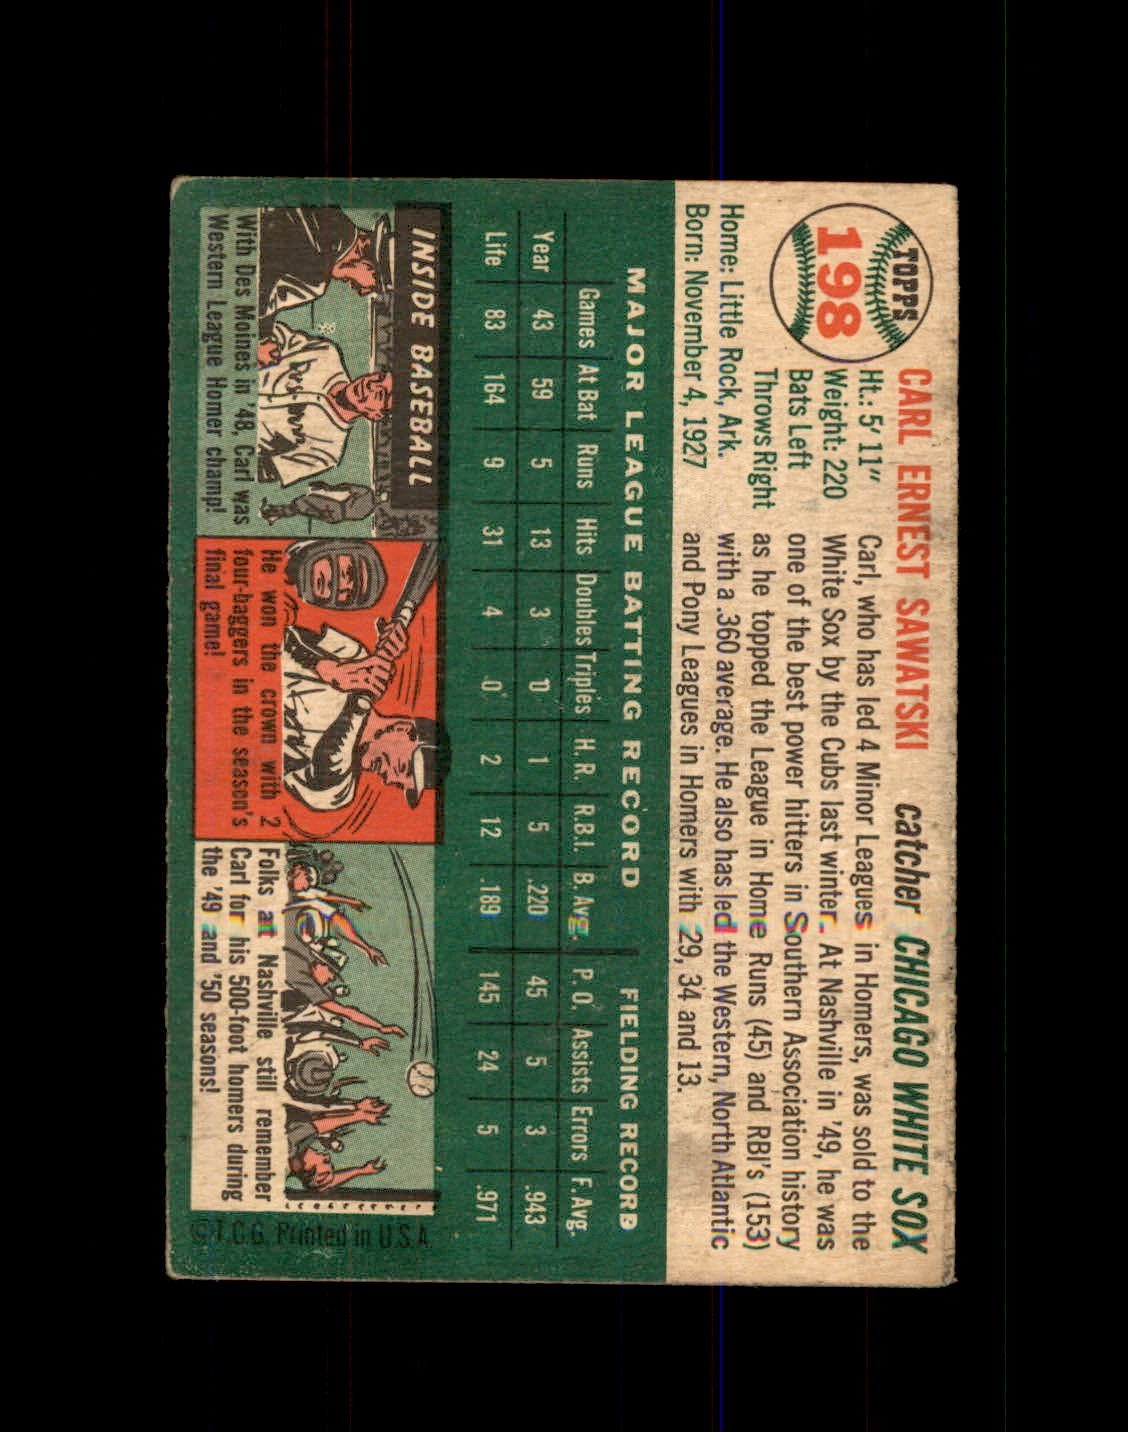 TOPPS
198
CARL ERNEST SAWATSKI catcher CHICAGO WHITE SOX
Ht.: 5'11"
Weight: 220
Bats Left
Throws Right
Home: Little Rock, Ark.
Born: November 4, 1927
Carl, who has led 4 Minor Leagues in Homers, was sold to the
White Sox by the Cubs last winter. At Nashville in '49, he was
one of the best power hitters in Southern Association history
as he topped the League in Home Runs (45) and RBI's (153)
with a .360 average. He also has led the Western, North Atlantic
and Pony Leagues in Homers with 29, 34 and 13.
MAJOR LEAGUE BATTING RECORD FIELDING RECORD
Games At Bat Runs Hits Doubles Triples H. R. R.B.I. B. Avg. P. O. Assists Errors F. Avg.
Year 43 59 5 13 3 0 1 5 .220 45 5 3 .943
Life 83 164 9 31 4 0 2 12 .189 145 24 5 .971
INSIDE BASEBALL
Des Moines
With Des Moines in '48, Carl was
Western League Homer champ!
He won the crown with 2
four-baggers in the season's
final game!
Folks at Nashville still remember
Carl for his 500-foot homers during
the '49 and '50 seasons!
©T.C.G. Printed in U.S.A.